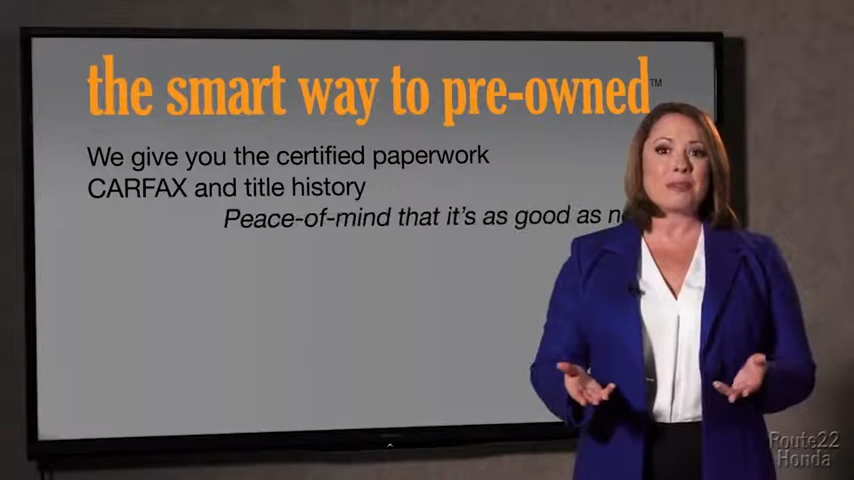 the smart way to pre-owned™
We give you the certified paperwork
CARFAX and title history
Peace-of-mind that it's as good as
Route22
Honda